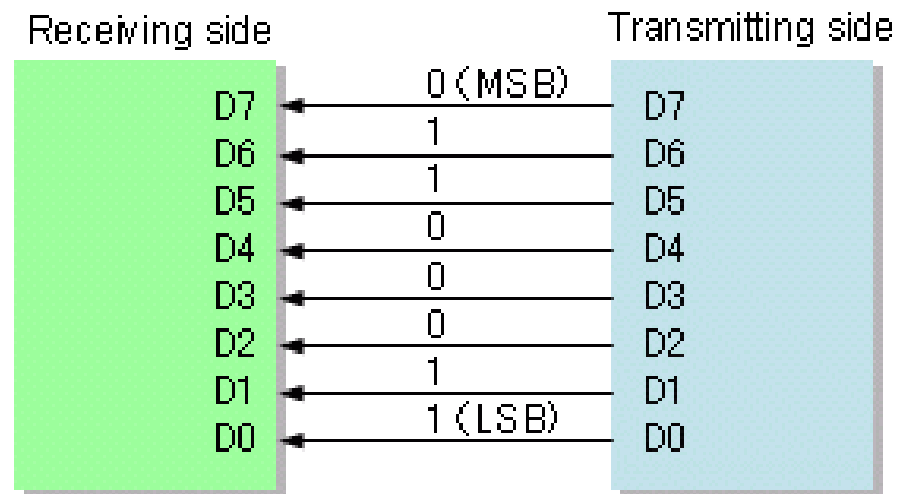 Receiving side Transmitting side
D7 0(MSB) D7
D6 1 D6
D5 1 D5
D4 0 D4
D3 0 D3
D2 0 D2
D1 1 D1
D0 1(LSB) D0